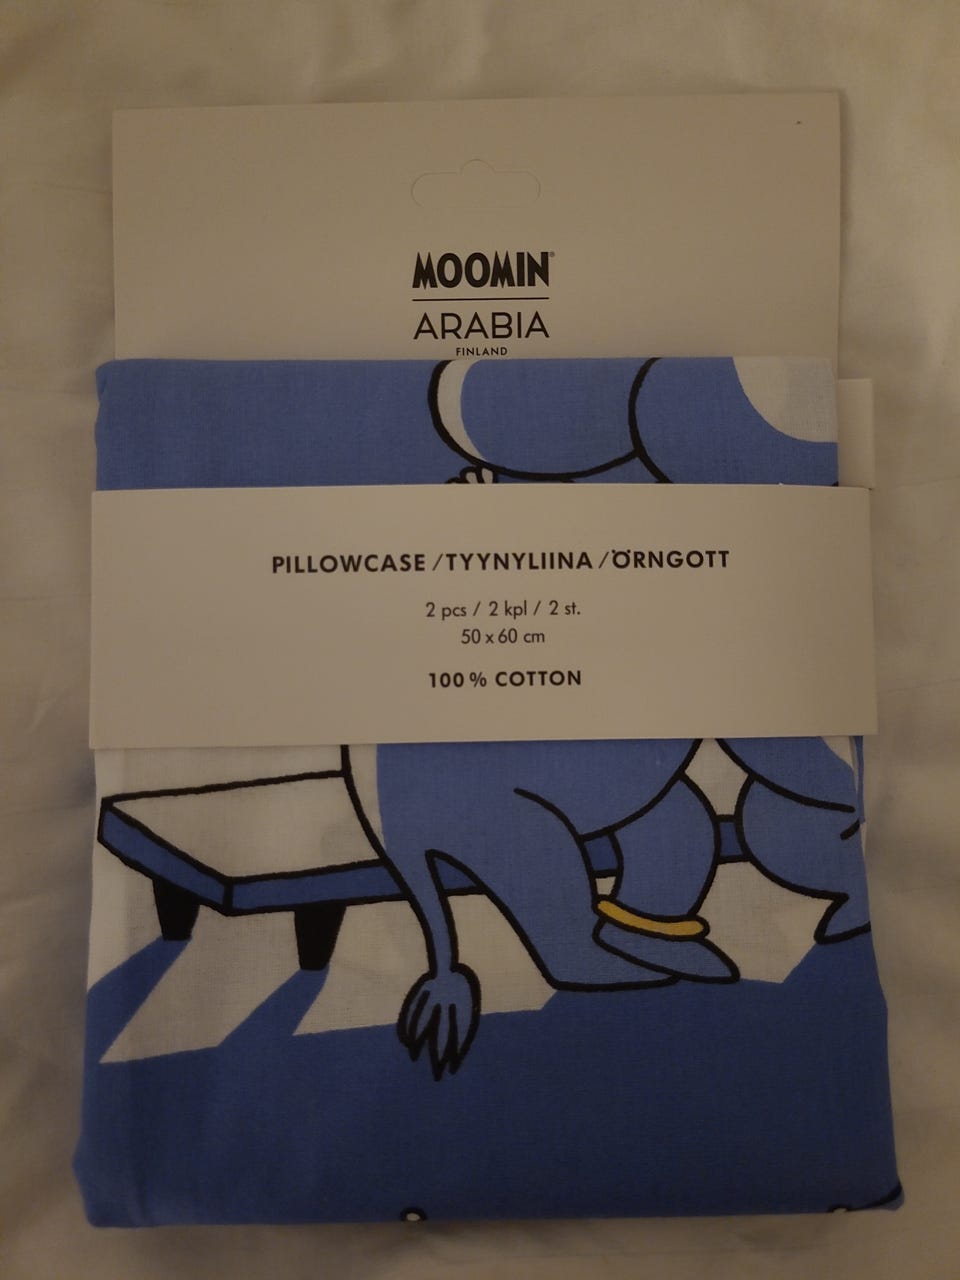 MOOMIN®
ARABIA
FINLAND
PILLOWCASE / TYYNYLIINA / ÖRNGOTT
2 pcs / 2 kpl / 2 st.
50 x 60 cm
100 % COTTON